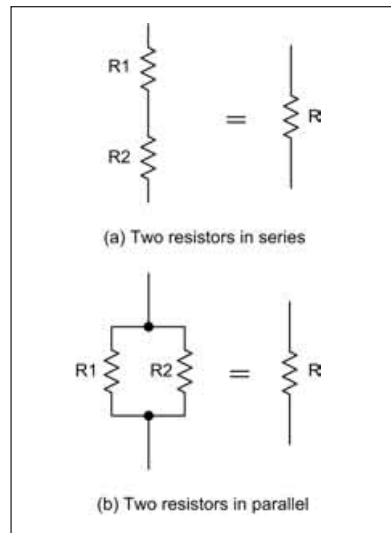 R1
R2
=
R
(a) Two resistors in series
R1
R2
=
R
(b) Two resistors in parallel